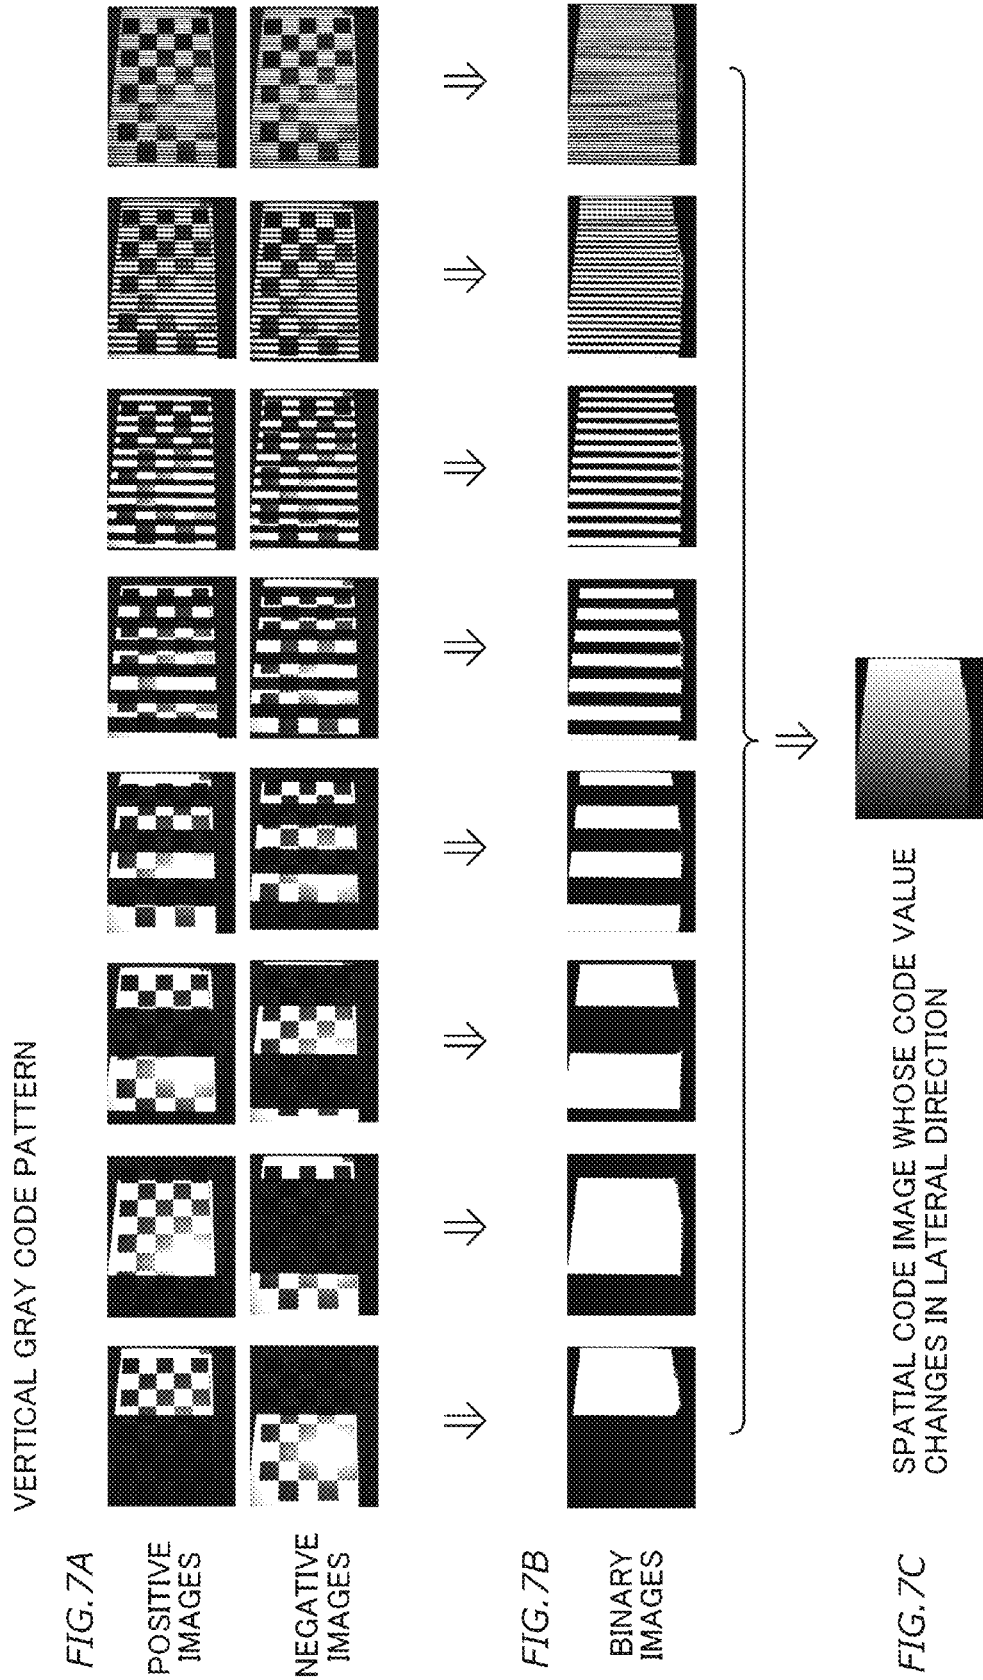 VERTICAL GRAY CODE PATTERN
FIG. 7A
POSITIVE
IMAGES
NEGATIVE
IMAGES
FIG. 7B
BINARY
IMAGES
FIG. 7C
SPATIAL CODE IMAGE WHOSE CODE VALUE
CHANGES IN LATERAL DIRECTION